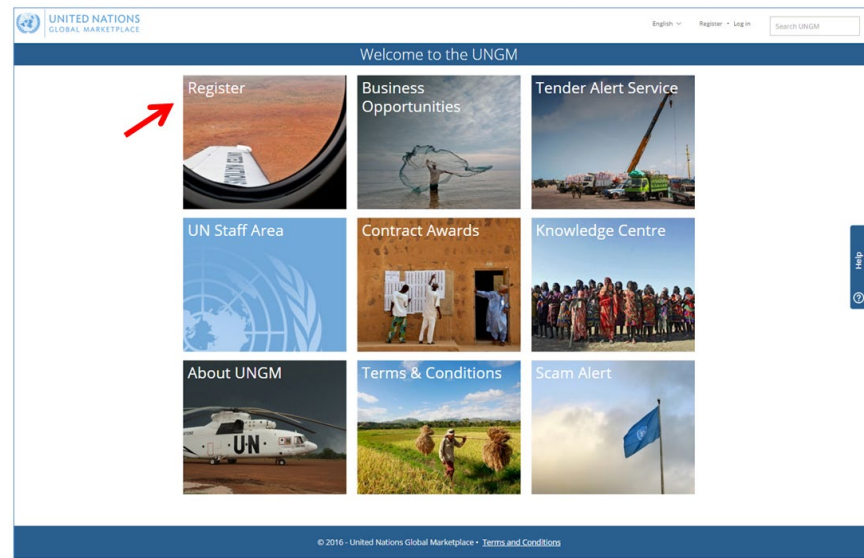 UNITED NATIONS
GLOBAL MARKETPLACE
English
Register • Log in
Search UNGM
Welcome to the UNGM
Register
Business
Opportunities
Tender Alert Service
UN Staff Area
Contract Awards
Knowledge Centre
About UNGM
UN
Terms & Conditions
Scam Alert
Help
© 2016 - United Nations Global Marketplace • Terms and Conditions